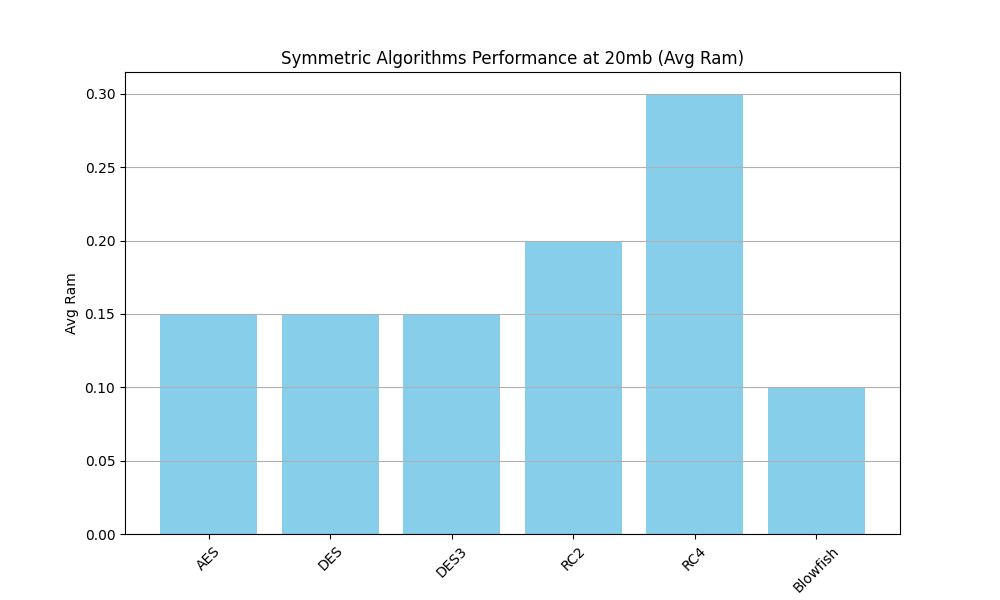 Symmetric Algorithms Performance at 20mb (Avg Ram)
Avg Ram
0.30
0.25
0.20
0.15
0.10
0.05
0.00
AES
DES
DES3
RC2
RC4
Blowfish